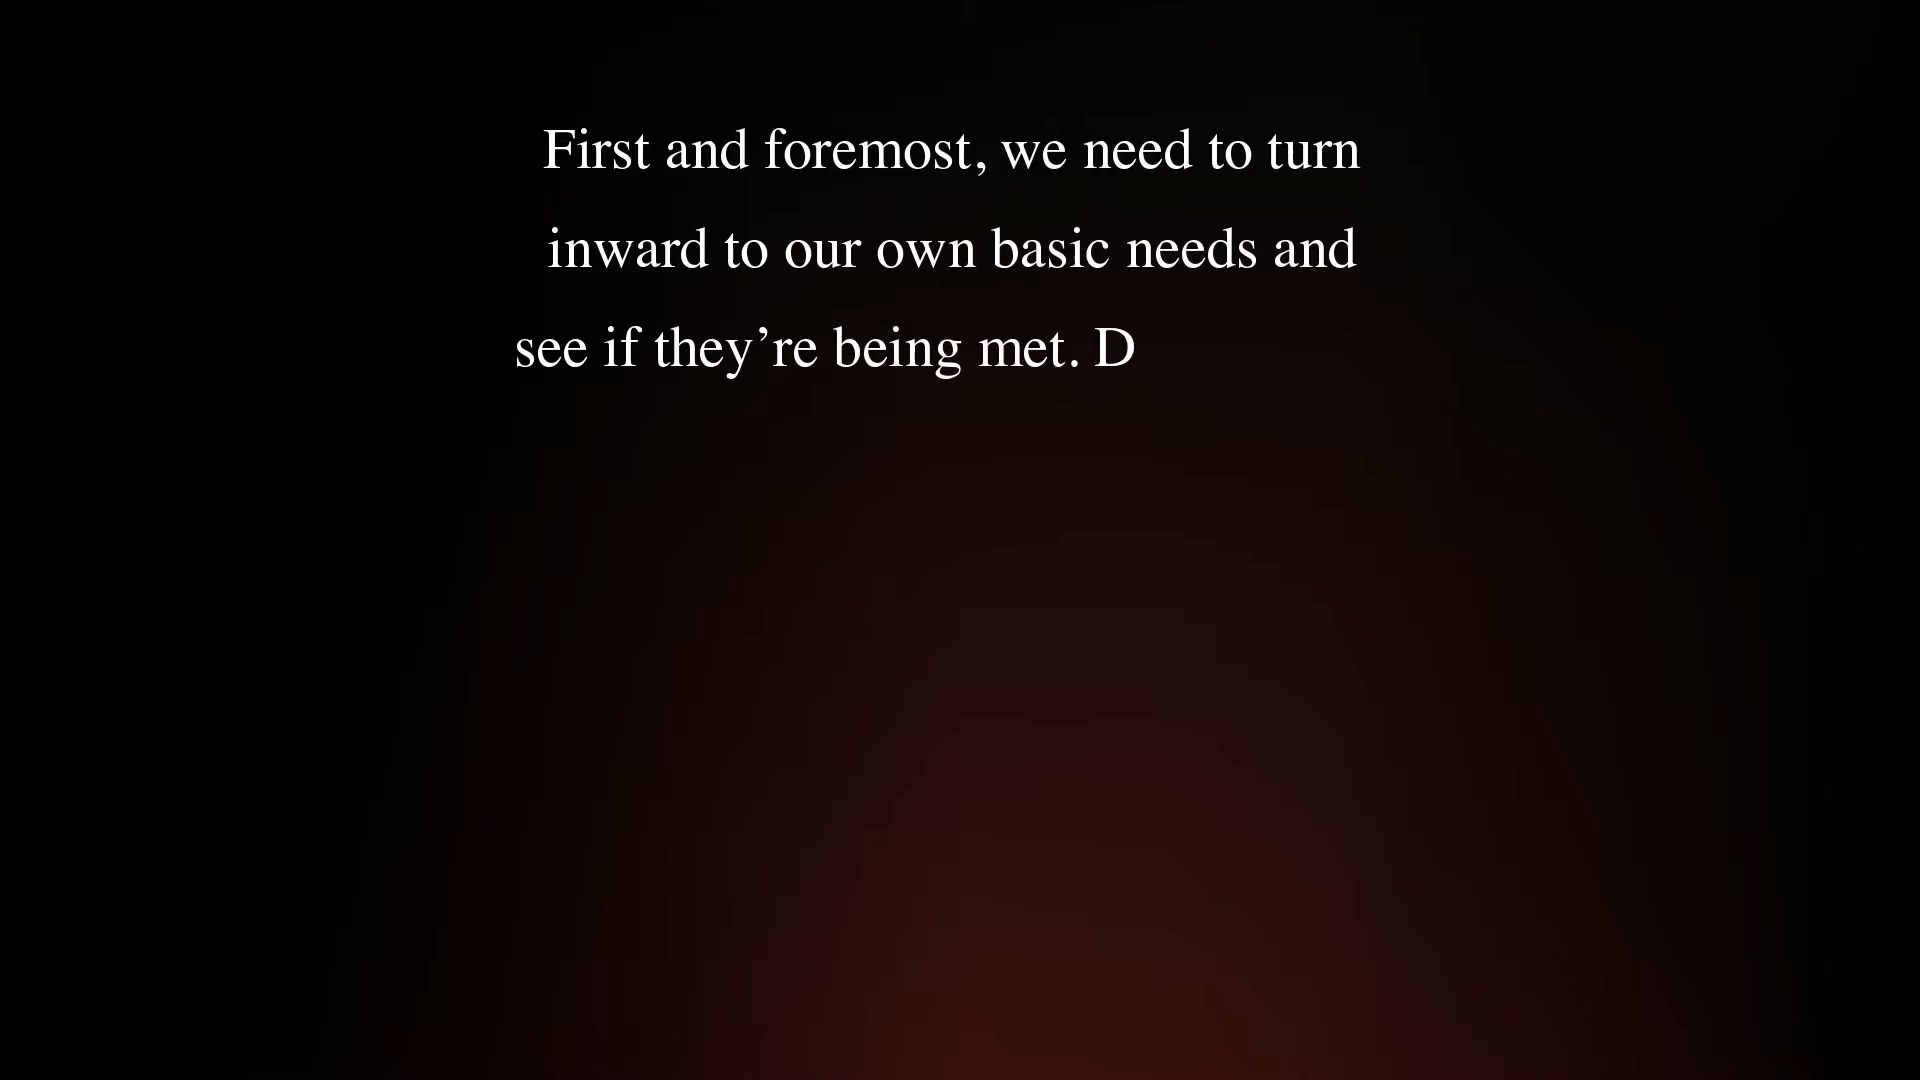 First and foremost, we need to turn
inward to our own basic needs and
see if they’re being met. D